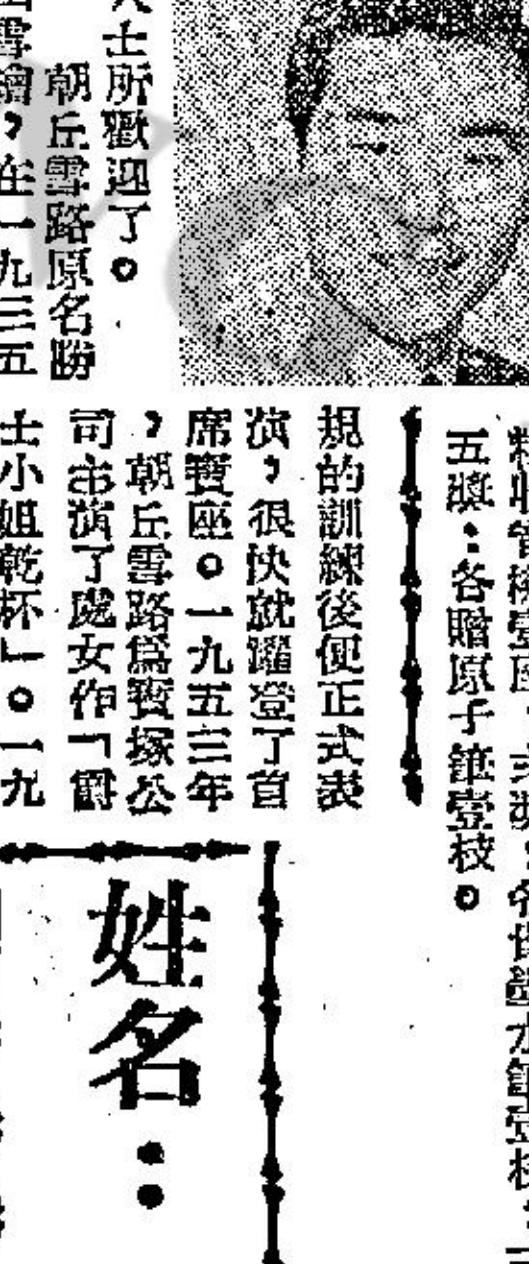 五獎：各贈原子筆壹枝。
士所歡迎了。
朝丘雪路原名勝
在一九三五
規的訓練後便正式表
演，很快就躍登了首
席寶座。一九五三年
，朝丘雪路爲寶塚公
司主演了處女作「爵
士小姐乾杯」。一九
姓名：